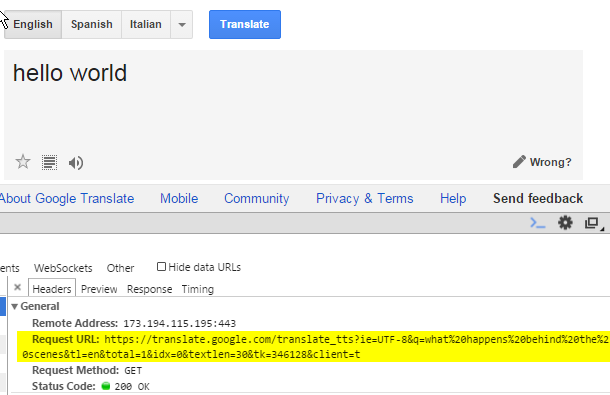 English Spanish Italian Translate
hello world
Wrong?
About Google Translate Mobile Community Privacy & Terms Help Send feedback
ents WebSockets Other Hide data URLs
× Headers Preview Response Timing
General
Remote Address: 173.194.115.195:443
Request URL: https://translate.google.com/translate_tts?ie=UTF-8&q=what%20happens%20behind%20the%2
0scenes&tl=en&total=1&idx=0&textlen=30&tk=346128&client=t
Request Method: GET
Status Code: 200 OK